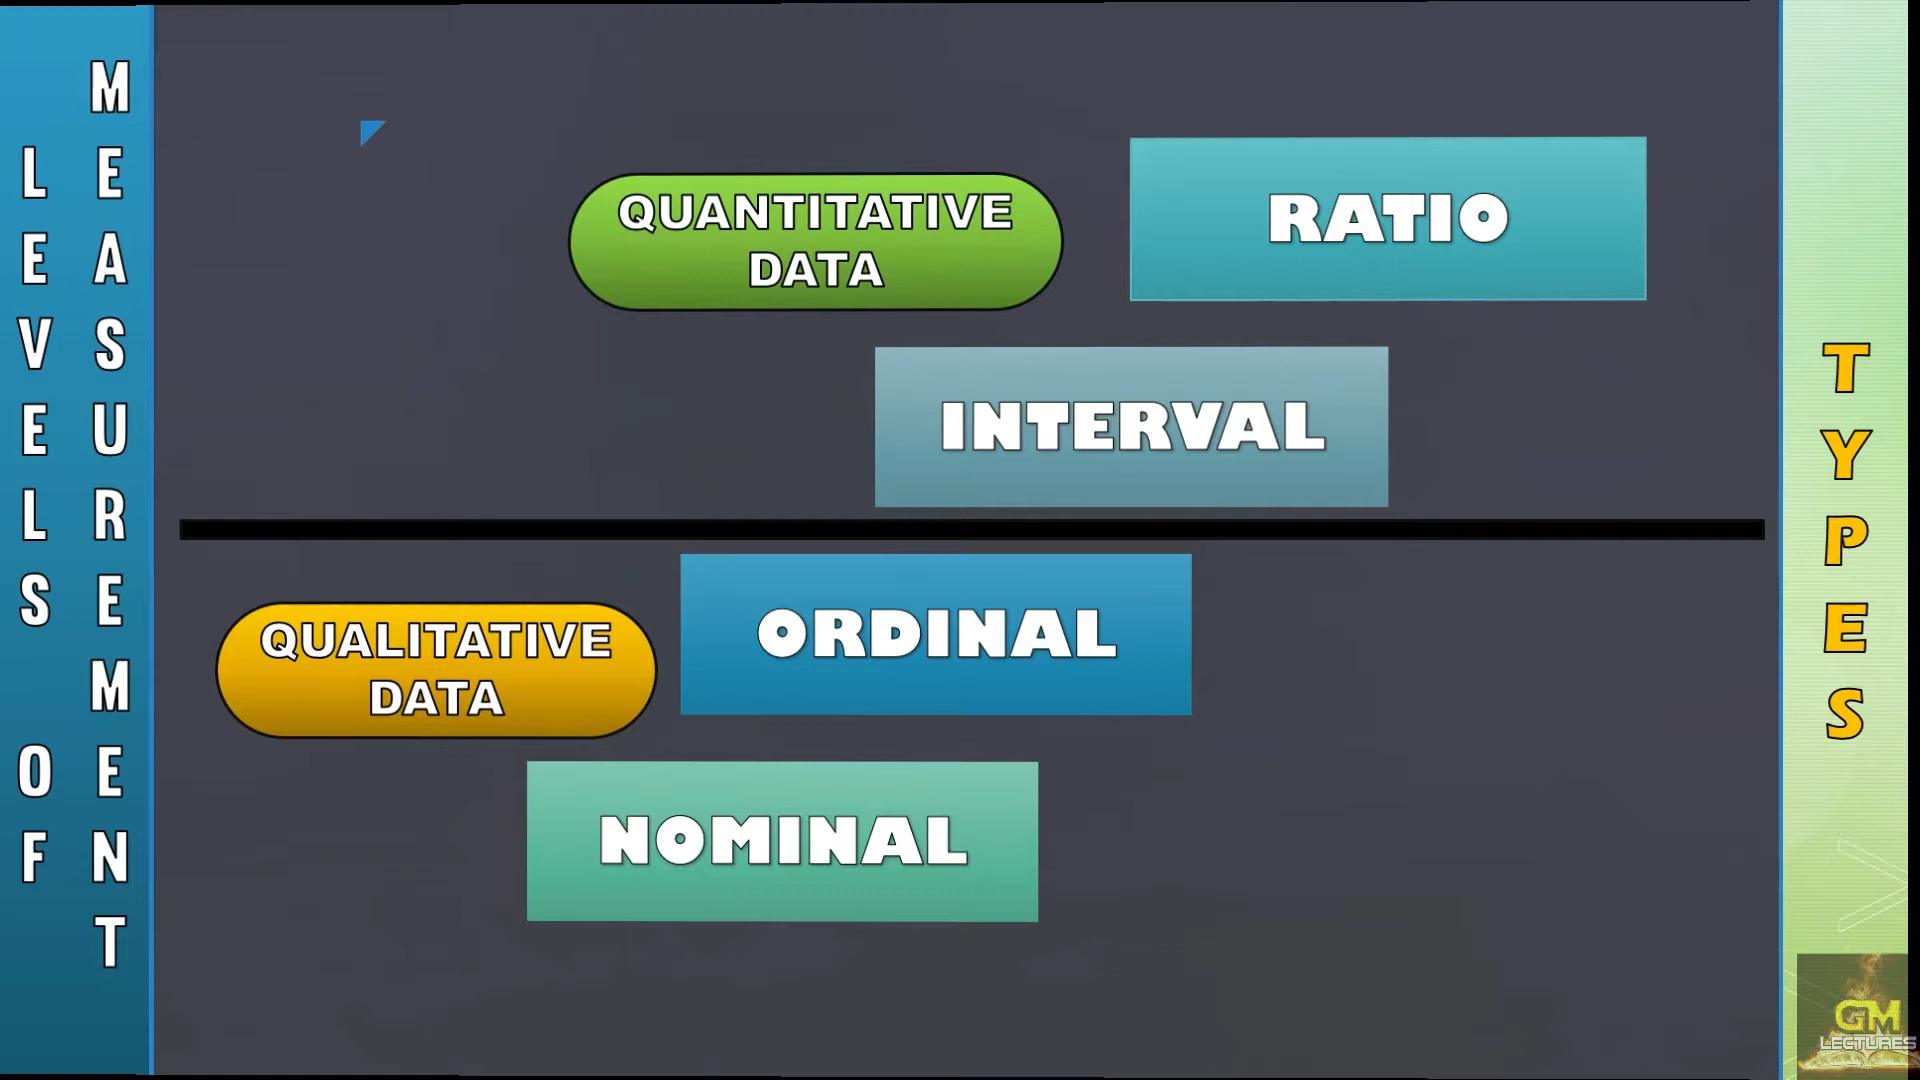 LEVELS OF
MEASUREMENT
QUANTITATIVE
DATA
RATIO
INTERVAL
QUALITATIVE
DATA
ORDINAL
NOMINAL
TYPES
GM
LECTURES